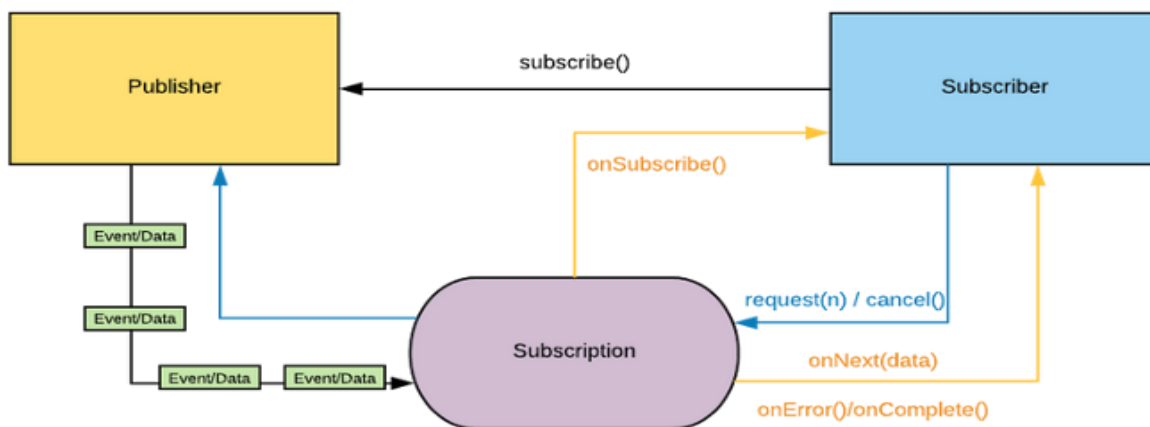 subscribe()
Publisher
Subscriber
onSubscribe()
Event/Data
request(n) / cancel()
Event/Data
Subscription
onNext(data)
Event/Data
Event/Data
onError()/onComplete()